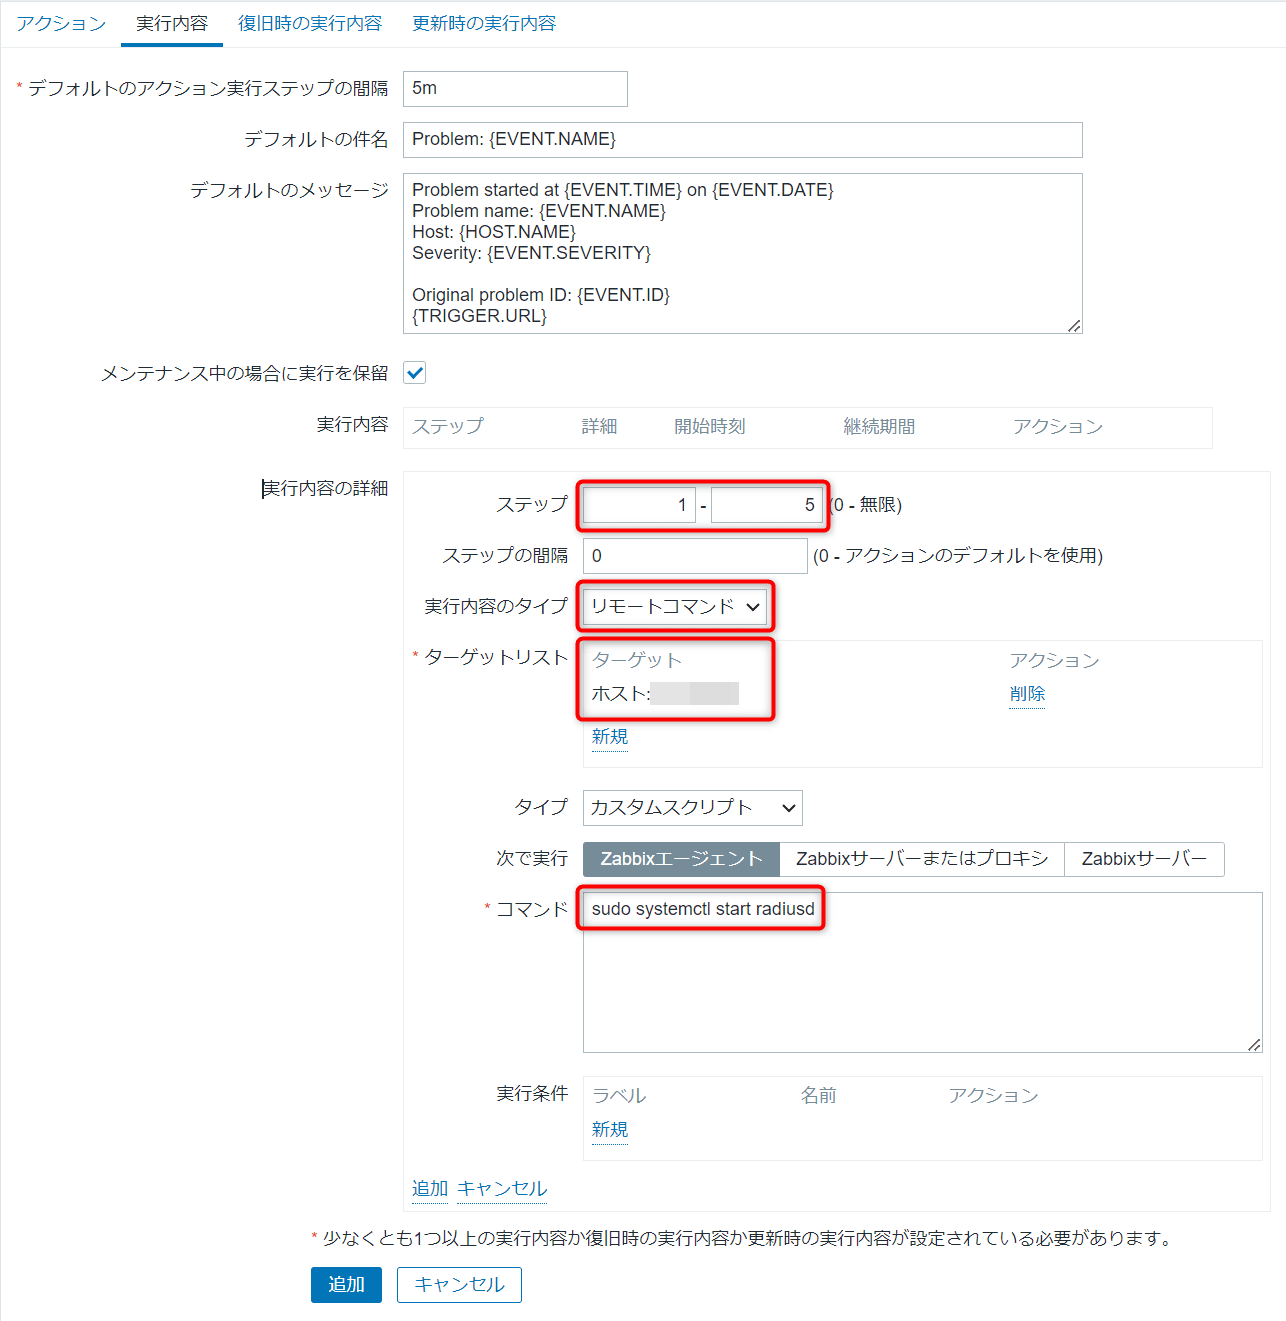 アクション 実行内容 復旧時の実行内容 更新時の実行内容
* デフォルトのアクション実行ステップの間隔 5m
デフォルトの件名 Problem: {EVENT.NAME}
デフォルトのメッセージ Problem started at {EVENT.TIME} on {EVENT.DATE}
Problem name: {EVENT.NAME}
Host: {HOST.NAME}
Severity: {EVENT.SEVERITY}
Original problem ID: {EVENT.ID}
{TRIGGER.URL}
メンテナンス中の場合に実行を保留
実行内容 ステップ 詳細 開始時刻 継続期間 アクション
実行内容の詳細
ステップ 1 - 5 (0 - 無限)
ステップの間隔 0 (0 - アクションのデフォルトを使用)
実行内容のタイプ リモートコマンド
* ターゲットリスト ターゲット アクション
ホスト: 削除
新規
タイプ カスタムスクリプト
次で実行 Zabbixエージェント Zabbixサーバーまたはプロキシ Zabbixサーバー
* コマンド sudo systemctl start radiusd
実行条件 ラベル 名前 アクション
新規
追加 キャンセル
* 少なくとも1つ以上の実行内容か復旧時の実行内容か更新時の実行内容が設定されている必要があります。
追加 キャンセル